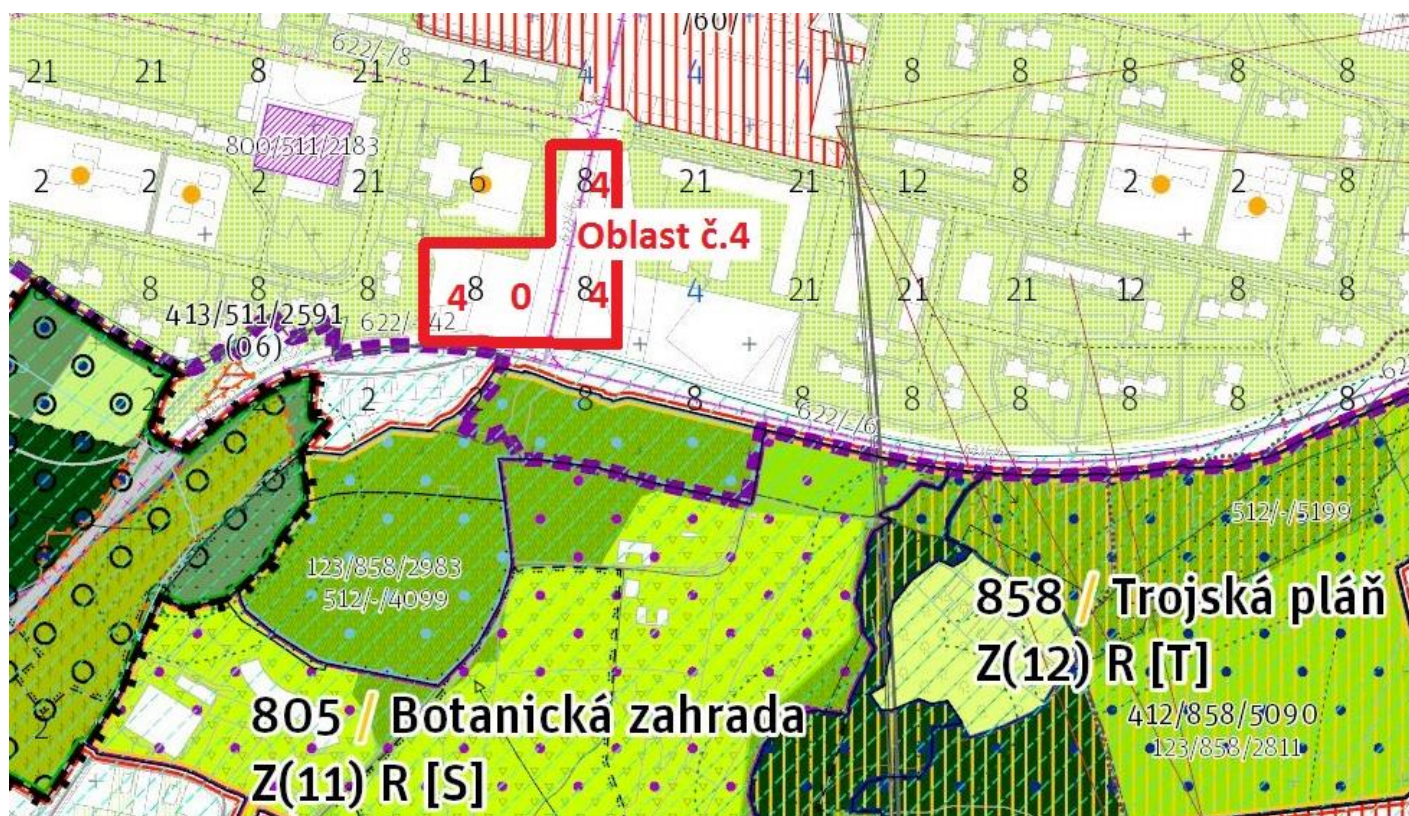 /60/
622/-/8
21 21 8 21 21 4 4 4 8 8 8 8 8
800/511/2183
2 2 2 21 6 8 4 21 21 12 8 2 2 8
Oblast č.4
8 8 8 4 8 0 8 4 4 21 21 21 12 8 8
413/511/2591
(06)
2 2 2 8 8 8 8 8 8 8 8
622/-/6
512/-/5199
123/858/2983
512/-/4099
858 / Trojská pláň
Z(12) R [T]
412/858/5090
123/858/2811
805 / Botanická zahrada
Z(11) R [S]
2